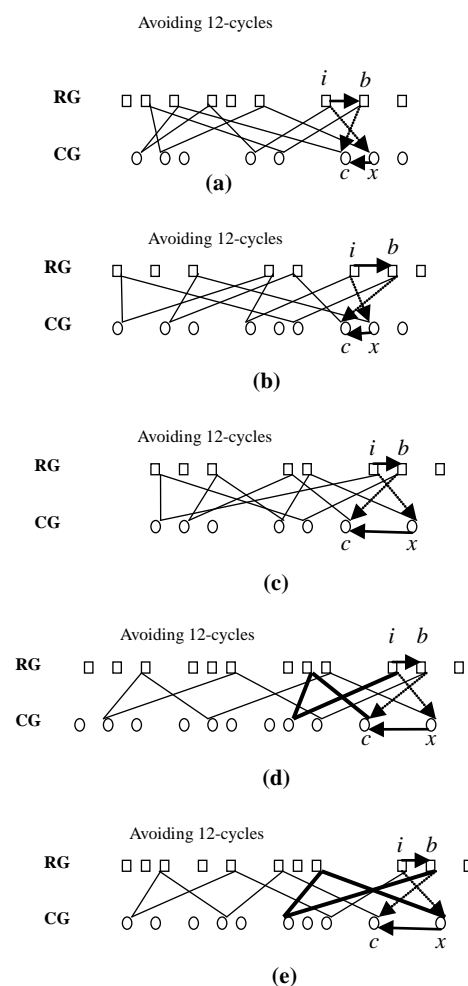 Avoiding 12-cycles
i b
RG
CG
c x
(a)
Avoiding 12-cycles
i b
RG
CG
c x
(b)
Avoiding 12-cycles
i b
RG
CG
c x
(c)
Avoiding 12-cycles
i b
RG
CG
c x
(d)
Avoiding 12-cycles
i b
RG
CG
c x
(e)